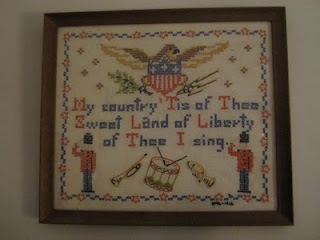 My country 'Tis of Thee
Sweet Land of Liberty
of Thee I sing.